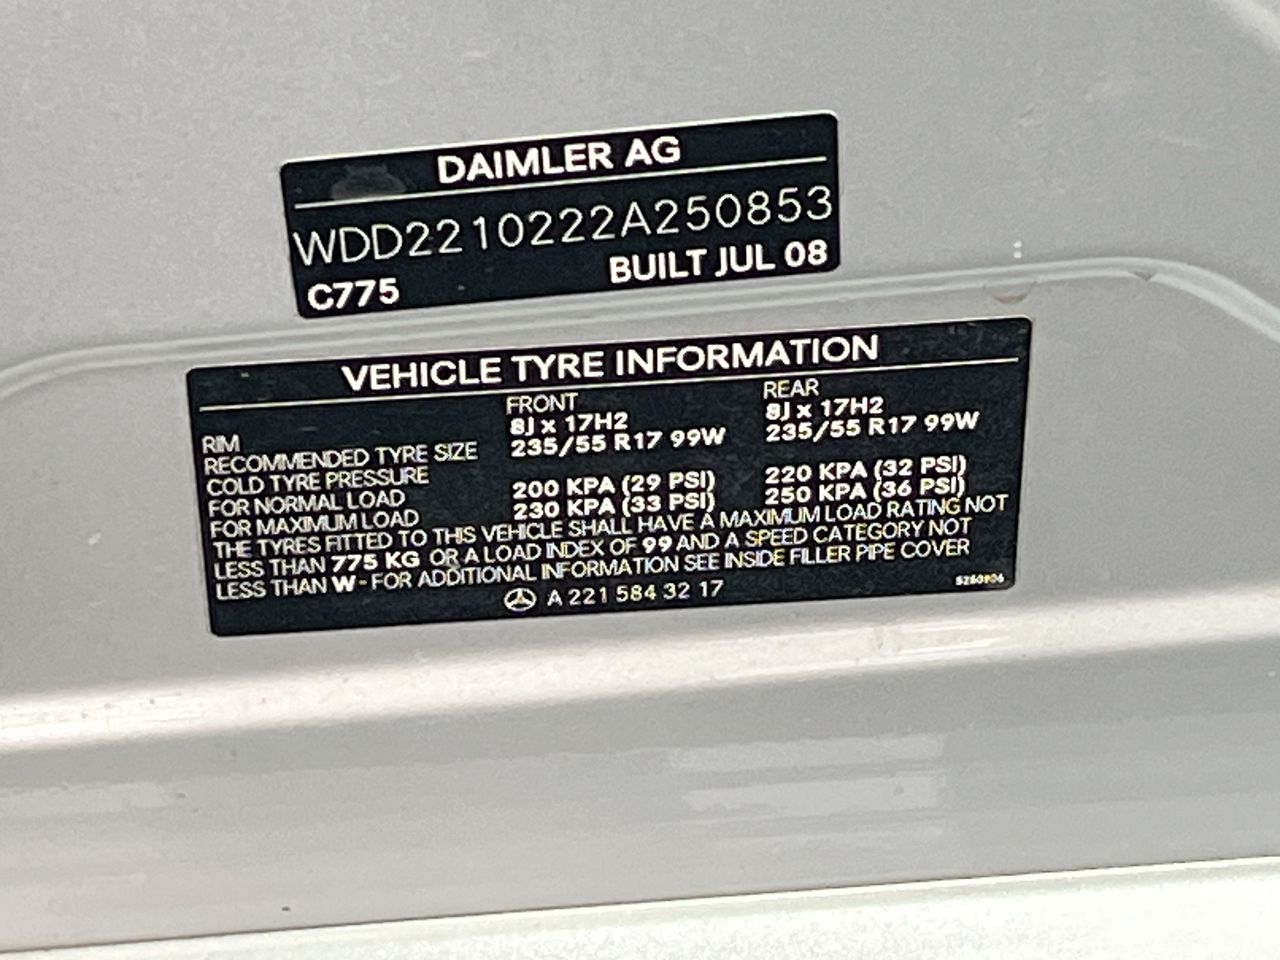 DAIMLER AG
WDD2210222A250853
C775 BUILT JUL 08
VEHICLE TYRE INFORMATION
FRONT REAR
RIM 8J x 17H2 8J x 17H2
RECOMMENDED TYRE SIZE 235/55 R17 99W 235/55 R17 99W
COLD TYRE PRESSURE
FOR NORMAL LOAD 200 KPA (29 PSI) 220 KPA (32 PSI)
FOR MAXIMUM LOAD 230 KPA (33 PSI) 250 KPA (36 PSI)
THE TYRES FITTED TO THIS VEHICLE SHALL HAVE A MAXIMUM LOAD RATING NOT
LESS THAN 775 KG OR A LOAD INDEX OF 99 AND A SPEED CATEGORY NOT
LESS THAN W - FOR ADDITIONAL INFORMATION SEE INSIDE FILLER PIPE COVER
A 221 584 32 17